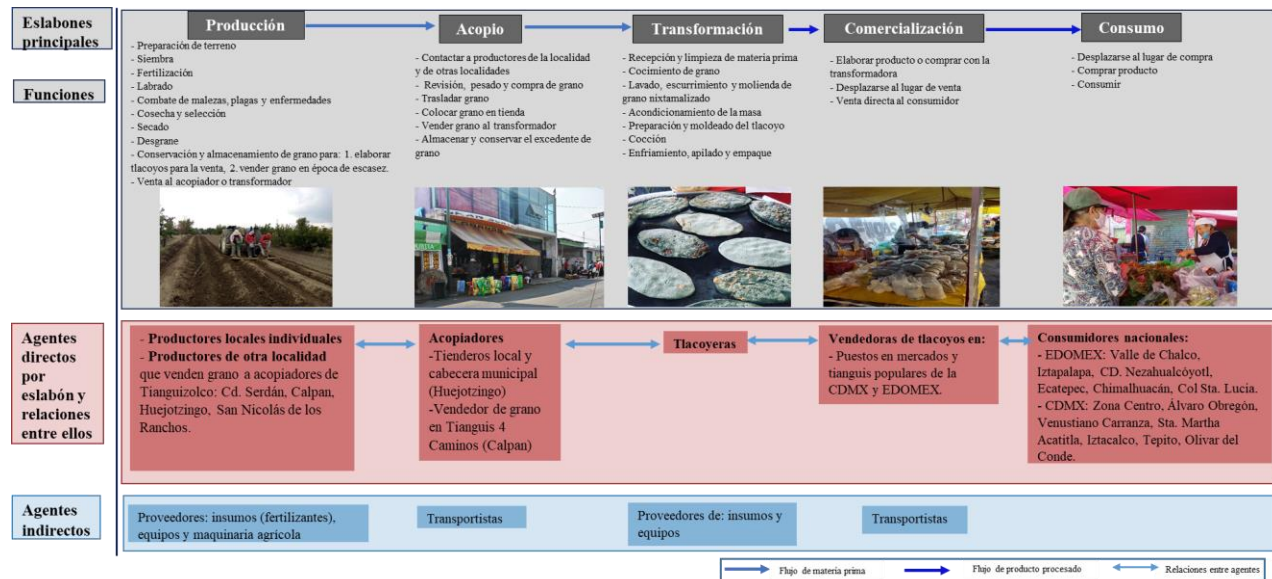 Eslabones
principales
Producción
Acopio
Transformación
Comercialización
Consumo
Funciones
- Preparación de terreno
- Siembra
- Fertilización
- Labrado
- Combate de malezas, plagas y enfermedades
- Cosecha y selección
- Secado
- Desgrane
- Conservación y almacenamiento de grano para: 1. elaborar
tlacoyos para la venta, 2. vender grano en época de escasez.
- Venta al acopiador o transformador
- Contactar a productores de la localidad
y de otras localidades
- Revisión, pesado y compra de grano
- Trasladar grano
- Colocar grano en tienda
- Vender grano al transformador
- Almacenar y conservar el excedente de
grano
- Recepción y limpieza de materia prima
- Cocimiento de grano
- Lavado, escurrimiento y molienda de
grano nixtamalizado
- Acondicionamiento de la masa
- Preparación y moldeado del tlacoyo
- Cocción
- Enfriamiento, apilado y empaque
- Elaborar producto o comprar con la
transformadora
- Desplazarse al lugar de venta
- Venta directa al consumidor
- Desplazarse al lugar de compra
- Comprar producto
- Consumir
Agentes
directos
por
eslabón y
relaciones
entre ellos
- Productores locales individuales
- Productores de otra localidad
que venden grano a acopiadores de
Tianguizolco: Cd. Serdán, Calpan,
Huejotzingo, San Nicolás de los
Ranchos.
Acopiadores
-Tienderos local y
cabecera municipal
(Huejotzingo)
-Vendedor de grano
en Tianguis 4
Caminos (Calpan)
Tlacoyeras
Vendedoras de tlacoyos en:
- Puestos en mercados y
tianguis populares de la
CDMX y EDOMEX.
Consumidores nacionales:
- EDOMEX: Valle de Chalco,
Iztapalapa, CD. Nezahualcóyotl,
Ecatepec, Chimalhuacán, Col Sta. Lucía.
- CDMX: Zona Centro, Álvaro Obregón,
Venustiano Carranza, Sta. Martha
Acatitla, Iztacalco, Tepito, Olivar del
Conde.
Agentes
indirectos
Proveedores: insumos (fertilizantes),
equipos y maquinaria agrícola
Transportistas
Proveedores de: insumos y
equipos
Transportistas
Flujo de materia prima
Flujo de producto procesado
Relaciones entre agentes